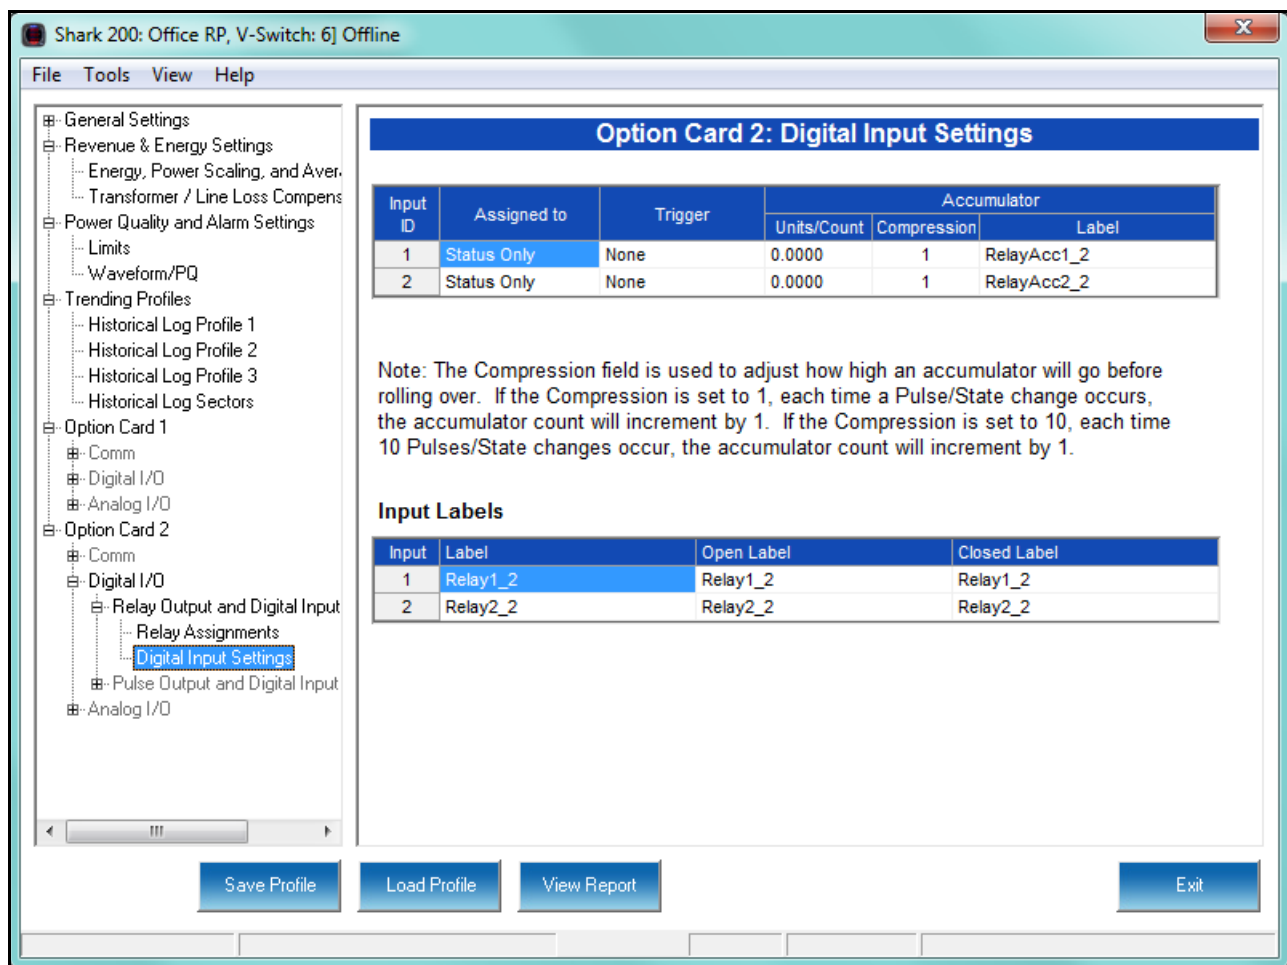 Shark 200: Office RP, V-Switch: 6] Offline
X
File Tools View Help
General Settings
Revenue & Energy Settings
Energy, Power Scaling, and Aver
Transformer / Line Loss Compens
Power Quality and Alarm Settings
Limits
Waveform/PQ
Trending Profiles
Historical Log Profile 1
Historical Log Profile 2
Historical Log Profile 3
Historical Log Sectors
Option Card 1
Comm
Digital I/O
Analog I/O
Option Card 2
Comm
Digital I/O
Relay Output and Digital Input
Relay Assignments
Digital Input Settings
Pulse Output and Digital Input
Analog I/O
Option Card 2: Digital Input Settings
Input ID Assigned to Trigger Accumulator
Units/Count Compression Label
1 Status Only None 0.0000 1 RelayAcc1_2
2 Status Only None 0.0000 1 RelayAcc2_2
Note: The Compression field is used to adjust how high an accumulator will go before
rolling over. If the Compression is set to 1, each time a Pulse/State change occurs,
the accumulator count will increment by 1. If the Compression is set to 10, each time
10 Pulses/State changes occur, the accumulator count will increment by 1.
Input Labels
Input Label Open Label Closed Label
1 Relay1_2 Relay1_2 Relay1_2
2 Relay2_2 Relay2_2 Relay2_2
Save Profile Load Profile View Report Exit